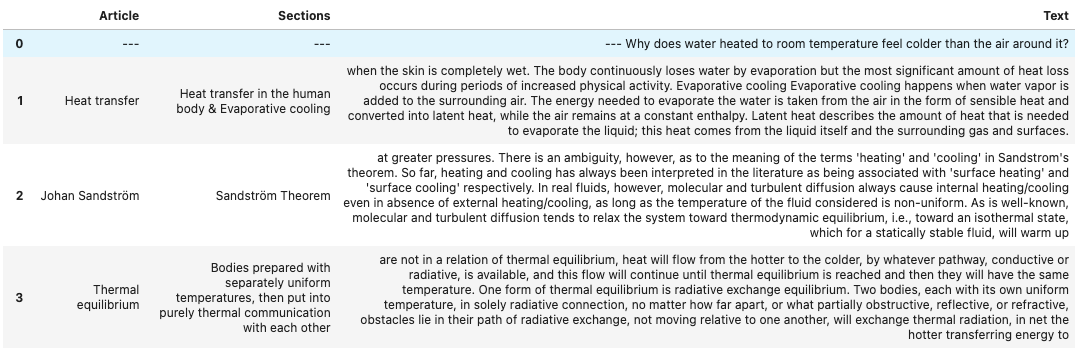 Article Sections Text
0 --- --- --- Why does water heated to room temperature feel colder than the air around it?
1 Heat transfer Heat transfer in the human body & Evaporative cooling
when the skin is completely wet. The body continuously loses water by evaporation but the most significant amount of heat loss
occurs during periods of increased physical activity. Evaporative cooling Evaporative cooling happens when water vapor is
added to the surrounding air. The energy needed to evaporate the water is taken from the air in the form of sensible heat and
converted into latent heat, while the air remains at a constant enthalpy. Latent heat describes the amount of heat that is needed
to evaporate the liquid; this heat comes from the liquid itself and the surrounding gas and surfaces.
2 Johan Sandström Sandström Theorem
at greater pressures. There is an ambiguity, however, as to the meaning of the terms 'heating' and 'cooling' in Sandstrom's
theorem. So far, heating and cooling has always been interpreted in the literature as being associated with 'surface heating' and
'surface cooling' respectively. In real fluids, however, molecular and turbulent diffusion always cause internal heating/cooling
even in absence of external heating/cooling, as long as the temperature of the fluid considered is non-uniform. As is well-known,
molecular and turbulent diffusion tends to relax the system toward thermodynamic equilibrium, i.e., toward an isothermal state,
which for a statically stable fluid, will warm up
3 Thermal equilibrium
Bodies prepared with
separately uniform
temperatures, then put into
purely thermal communication
with each other
are not in a relation of thermal equilibrium, heat will flow from the hotter to the colder, by whatever pathway, conductive or
radiative, is available, and this flow will continue until thermal equilibrium is reached and then they will have the same
temperature. One form of thermal equilibrium is radiative exchange equilibrium. Two bodies, each with its own uniform
temperature, in solely radiative connection, no matter how far apart, or what partially obstructive, reflective, or refractive,
obstacles lie in their path of radiative exchange, not moving relative to one another, will exchange thermal radiation, in net the
hotter transferring energy to